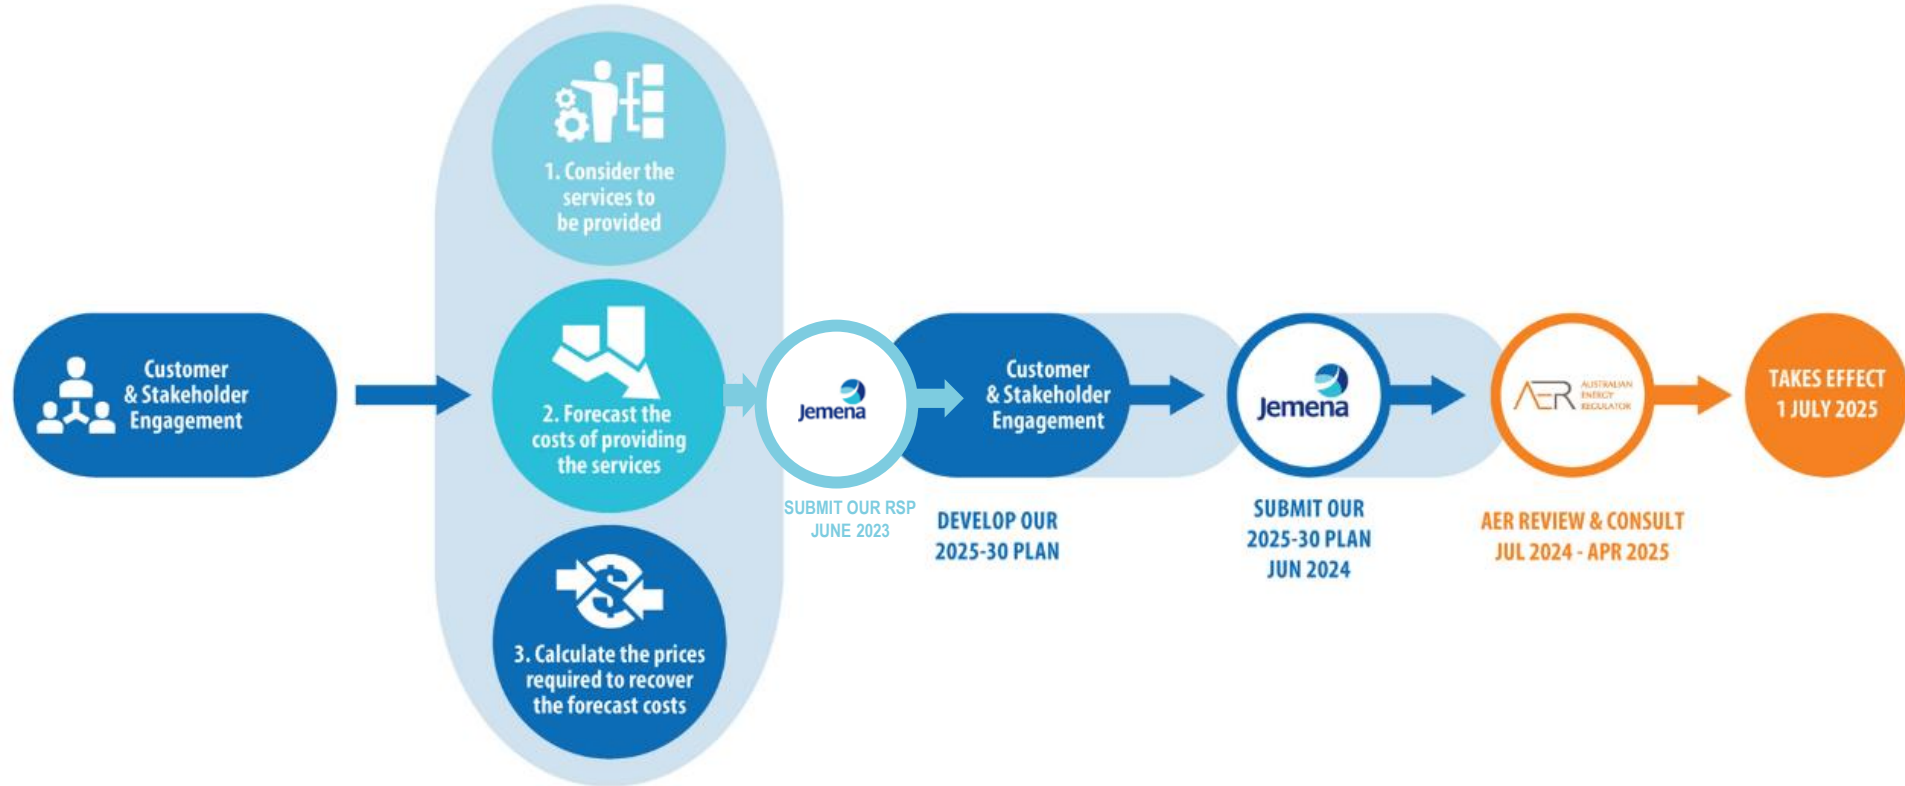 Customer
& Stakeholder
Engagement
1. Consider the
services to
be provided
2. Forecast the
costs of providing
the services
3. Calculate the prices
required to recover
the forecast costs
Jemena
SUBMIT OUR RSP
JUNE 2023
Customer
& Stakeholder
Engagement
DEVELOP OUR
2025-30 PLAN
Jemena
SUBMIT OUR
2025-30 PLAN
JUN 2024
AER
AUSTRALIAN
ENERGY
REGULATOR
AER REVIEW & CONSULT
JUL 2024 - APR 2025
TAKES EFFECT
1 JULY 2025